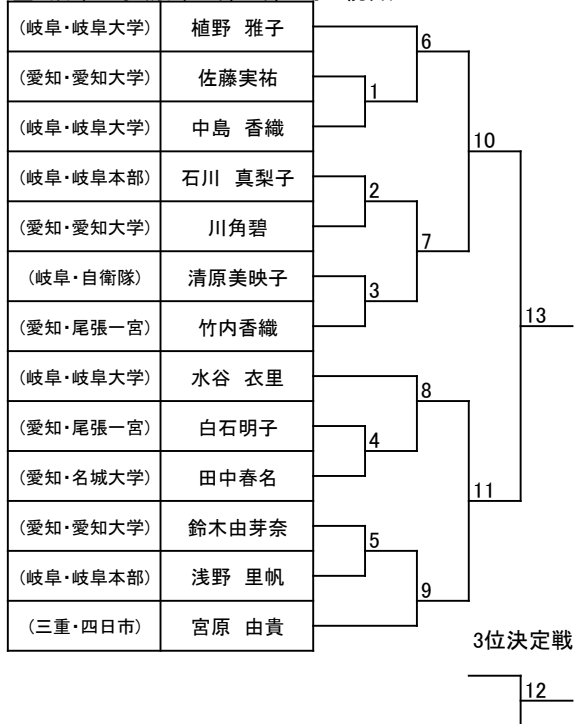 (岐阜・岐阜大学) 植野 雅子
(愛知・愛知大学) 佐藤実祐
(岐阜・岐阜大学) 中島 香織
(岐阜・岐阜本部) 石川 真梨子
(愛知・愛知大学) 川角碧
(岐阜・自衛隊) 清原美映子
(愛知・尾張一宮) 竹内香織
(岐阜・岐阜大学) 水谷 衣里
(愛知・尾張一宮) 白石明子
(愛知・名城大学) 田中春名
(愛知・愛知大学) 鈴木由芽奈
(岐阜・岐阜本部) 浅野 里帆
(三重・四日市) 宮原 由貴
1
2
3
4
5
6
7
8
9
10
11
13
3位決定戦
12